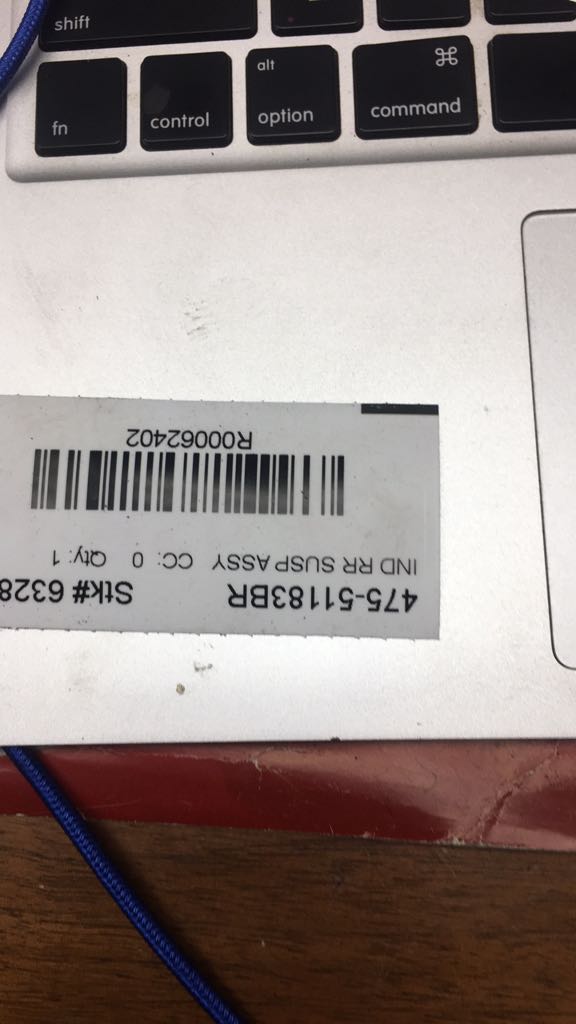 shift
fn
control
alt
option
⌘
command
475-51183BR Stk# 6328
IND RR SUSP ASSY CC: 0 Qty: 1
R00062402